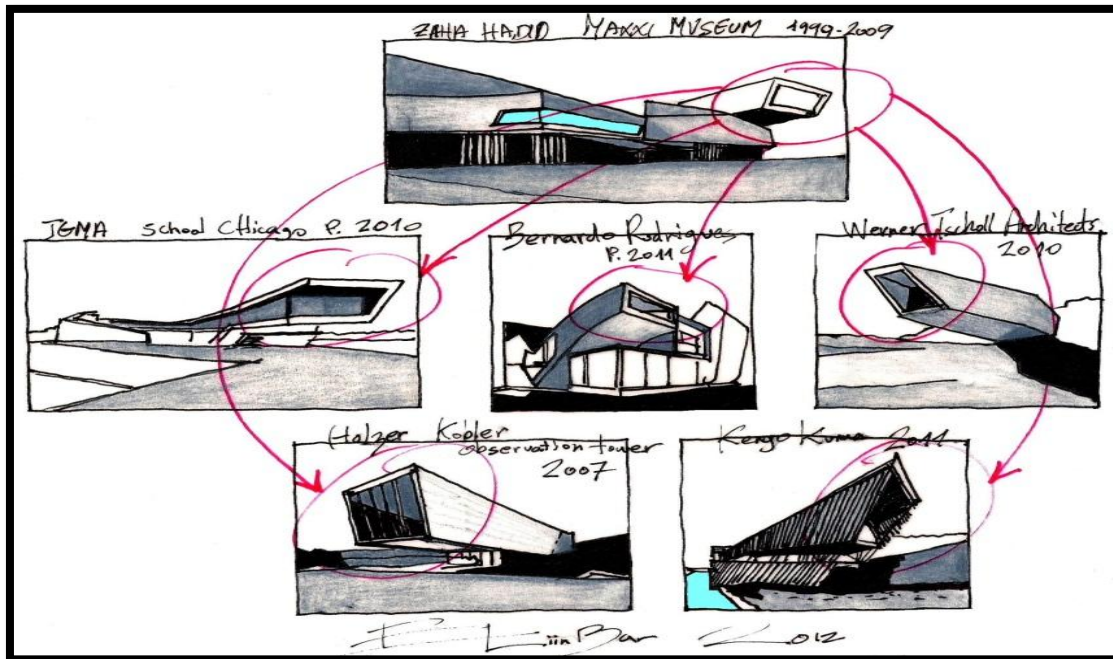 ZAHA HADID MAXXI MUSEUM 1999-2009
JGMA School CHicago P. 2010
Bernardo Rodrigues
P. 2011
Werner Tscholl Architects
2010
Holzer Kobler
observation tower
2007
Kengo Kuma 2011
2012